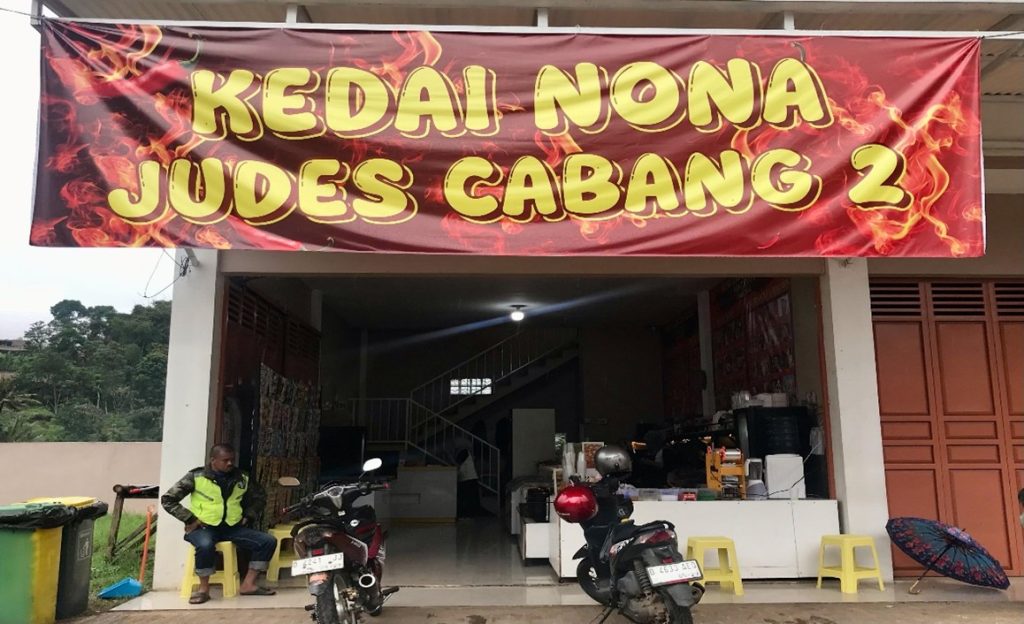 KEDAI NONA
JUDES CABANG 2